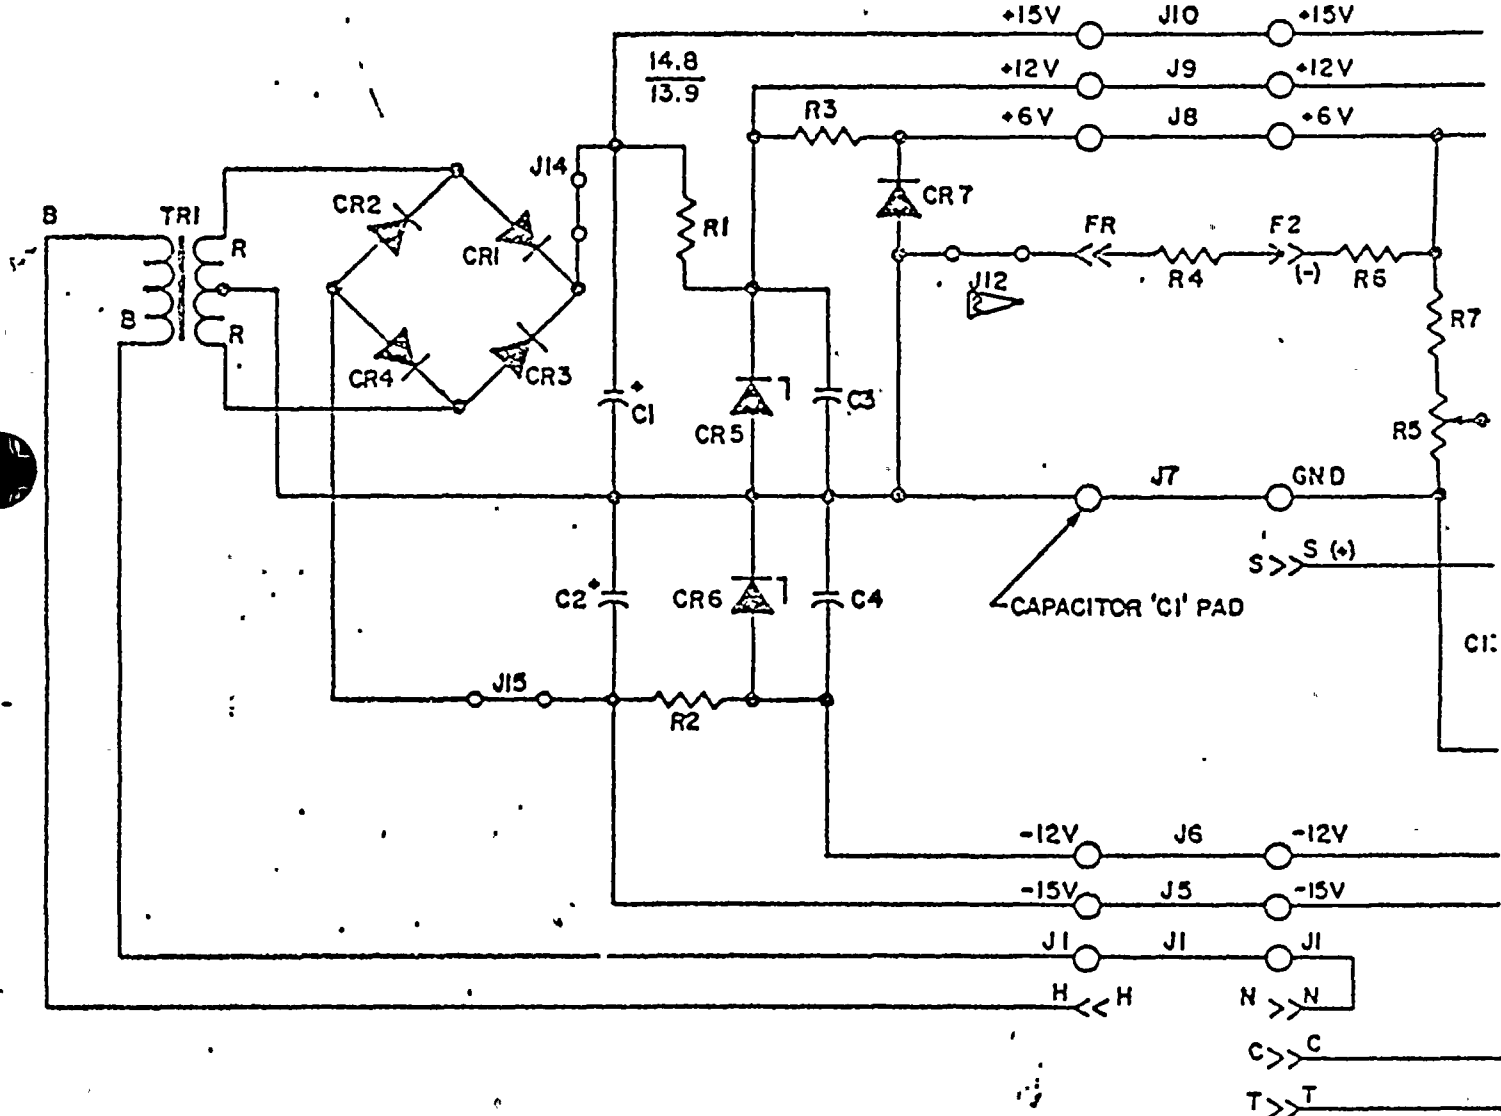 +15V J10 +15V
14.8
13.9
+12V J9 +12V
R3
+6V J8 +6V
J14
CR2
CR7
B TR1
R
R1
FR F2
CR1
R4 (-) R6
J12
2
B R
R7
CR4 CR3
C1 +
C3
CR5
R5
J7 GND
S S (+)
C2 + CR6 C4
CAPACITOR 'C1' PAD
J15
R2
-12V J6 -12V
-15V J5 -15V
J1 J1 J1
H H N N
C C
T T